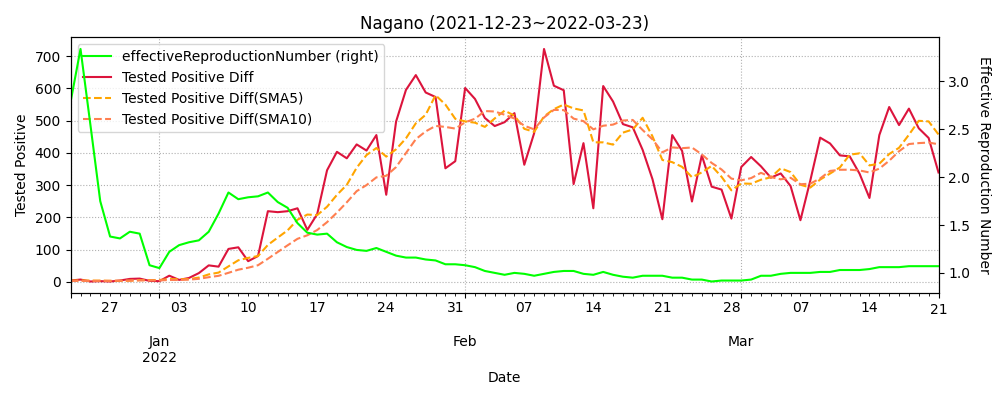 Nagano (2021-12-23~2022-03-23)
effectiveReproductionNumber (right)
Tested Positive Diff
Tested Positive Diff(SMA5)
Tested Positive Diff(SMA10)
Tested Positive
700
600
500
400
300
200
100
0
Effective Reproduction Number
3.0
2.5
2.0
1.5
1.0
27 03 10 17 24 31 07 14 21 28 07 14 21
Jan Feb Mar
2022
Date